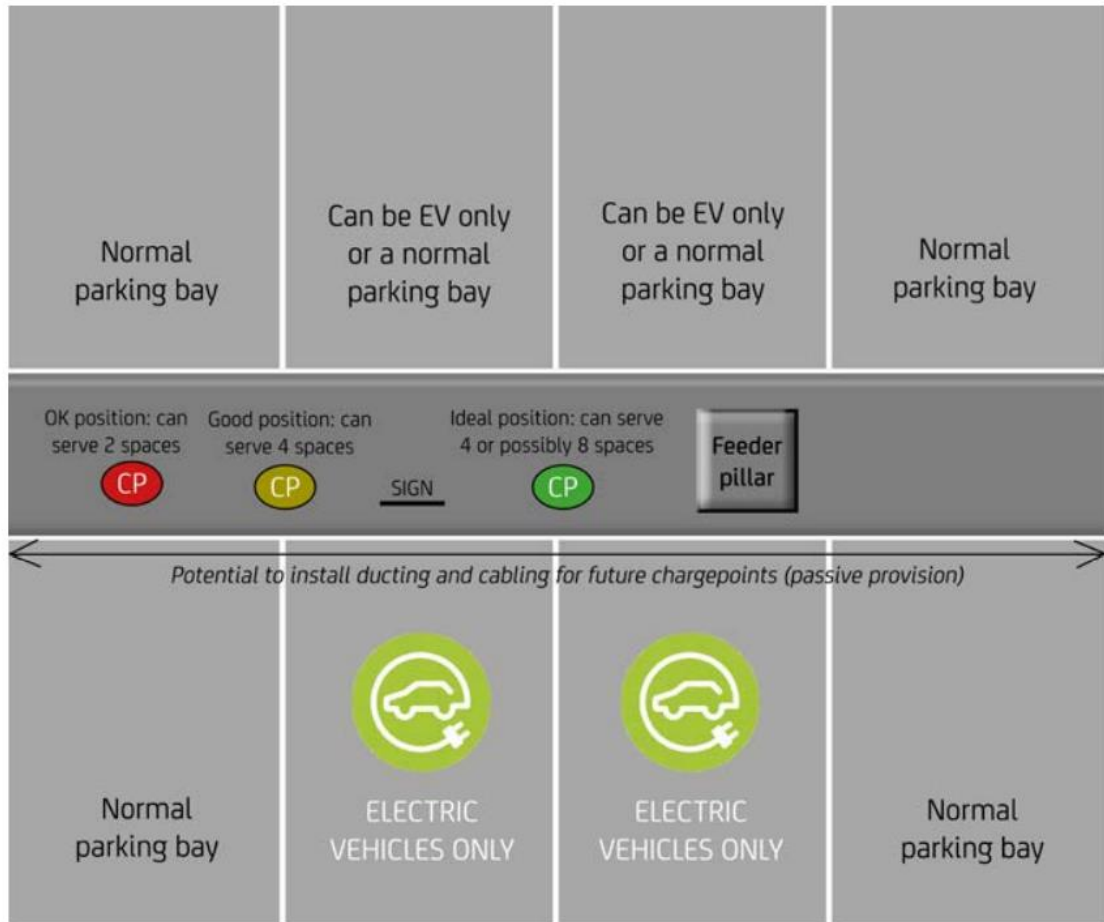 Normal
parking bay
Can be EV only
or a normal
parking bay
Can be EV only
or a normal
parking bay
Normal
parking bay
OK position: can
serve 2 spaces
CP
Good position: can
serve 4 spaces
CP
SIGN
Ideal position: can serve
4 or possibly 8 spaces
CP
Feeder
pillar
Potential to install ducting and cabling for future chargepoints (passive provision)
Normal
parking bay
ELECTRIC
VEHICLES ONLY
ELECTRIC
VEHICLES ONLY
Normal
parking bay